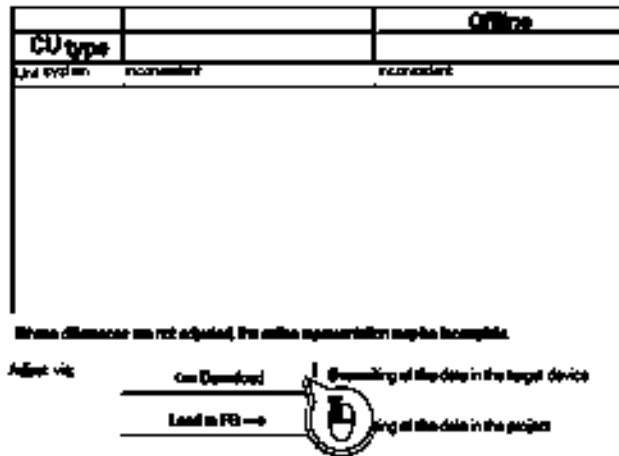 Offline
CU type
Unit system inconsistent inconsistent
If these differences are not adjusted, the online representation may be incomplete.
Adjust via:
<== Download Overwriting of the data in the target device
Load to PG ==> ing of the data in the project